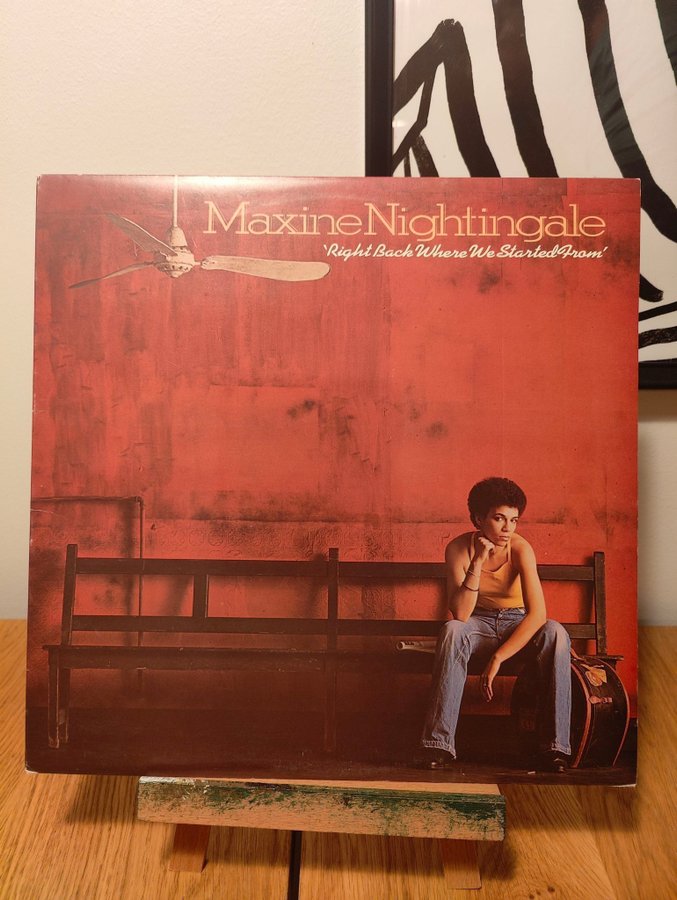 Maxine Nightingale
'Right Back Where We Started From'